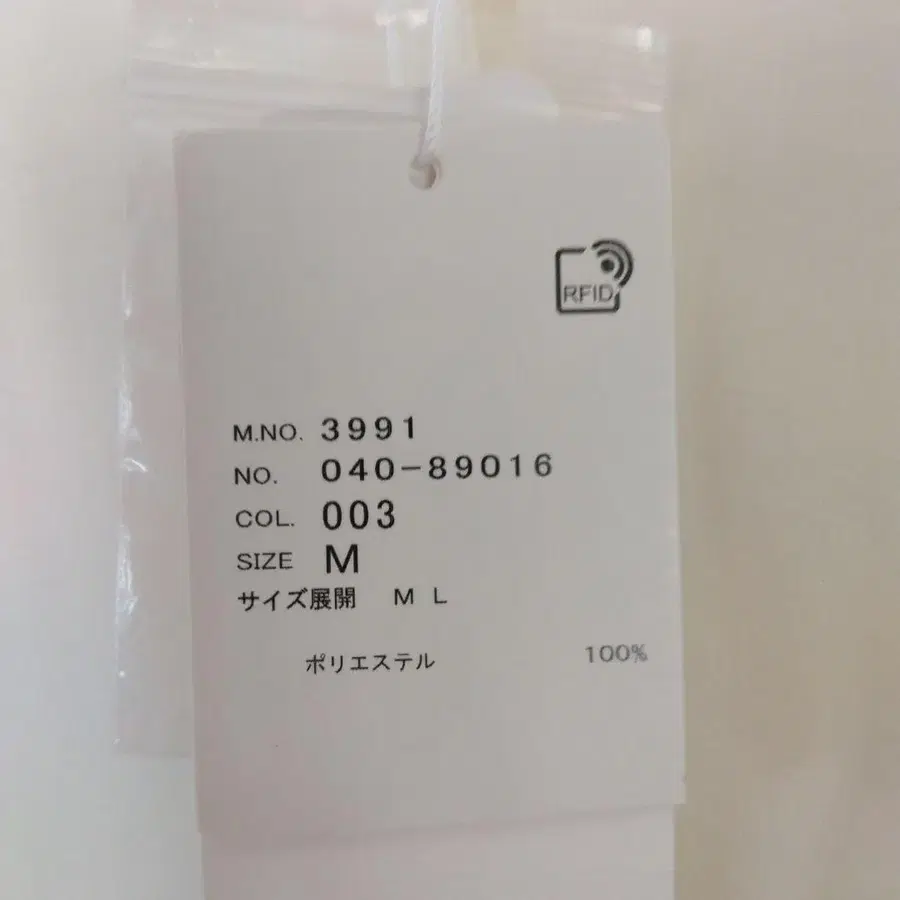 RFID
M.NO. 3991
NO. 040-89016
COL. 003
SIZE M
サイズ展開 M L
ポリエステル 100%